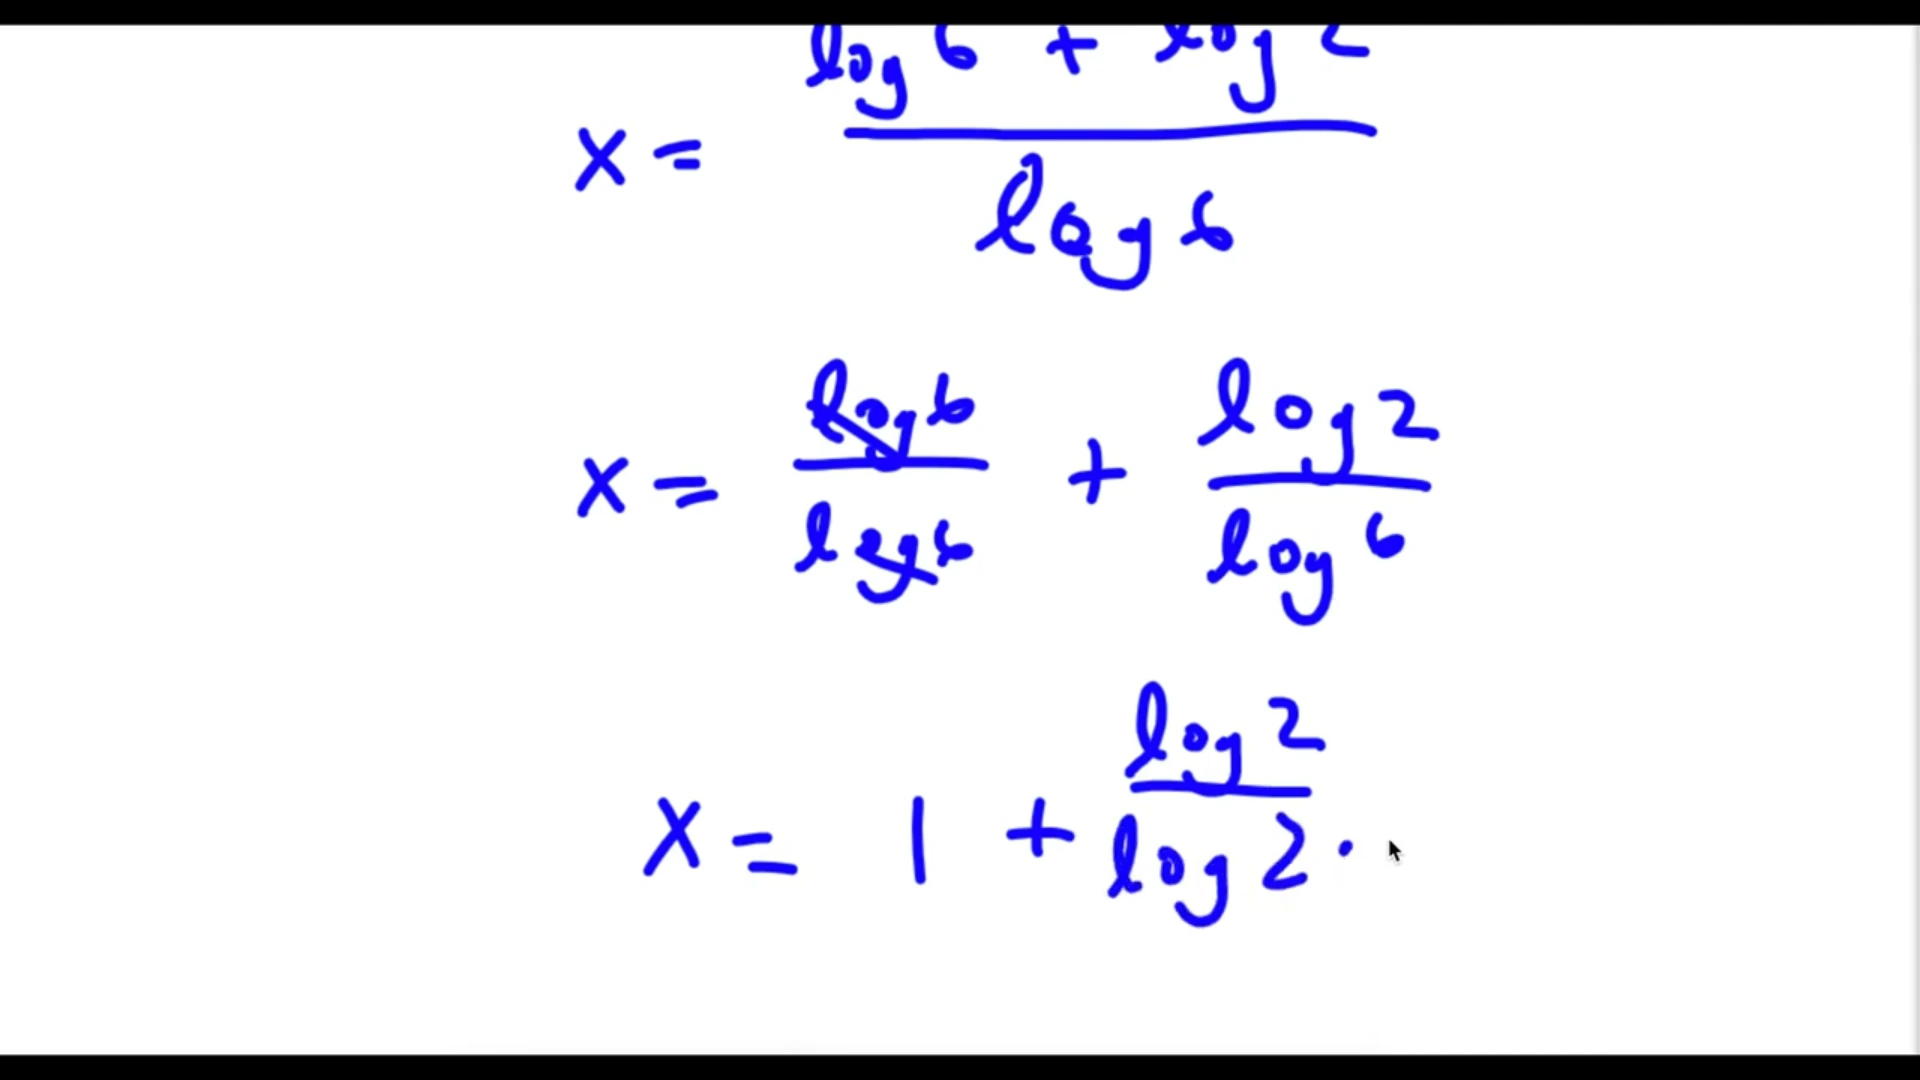 x = (log 6 + log 2) / (log 6)
x = (log 6) / (log 6) + (log 2) / (log 6)
x = 1 + (log 2) / (log 2 ·